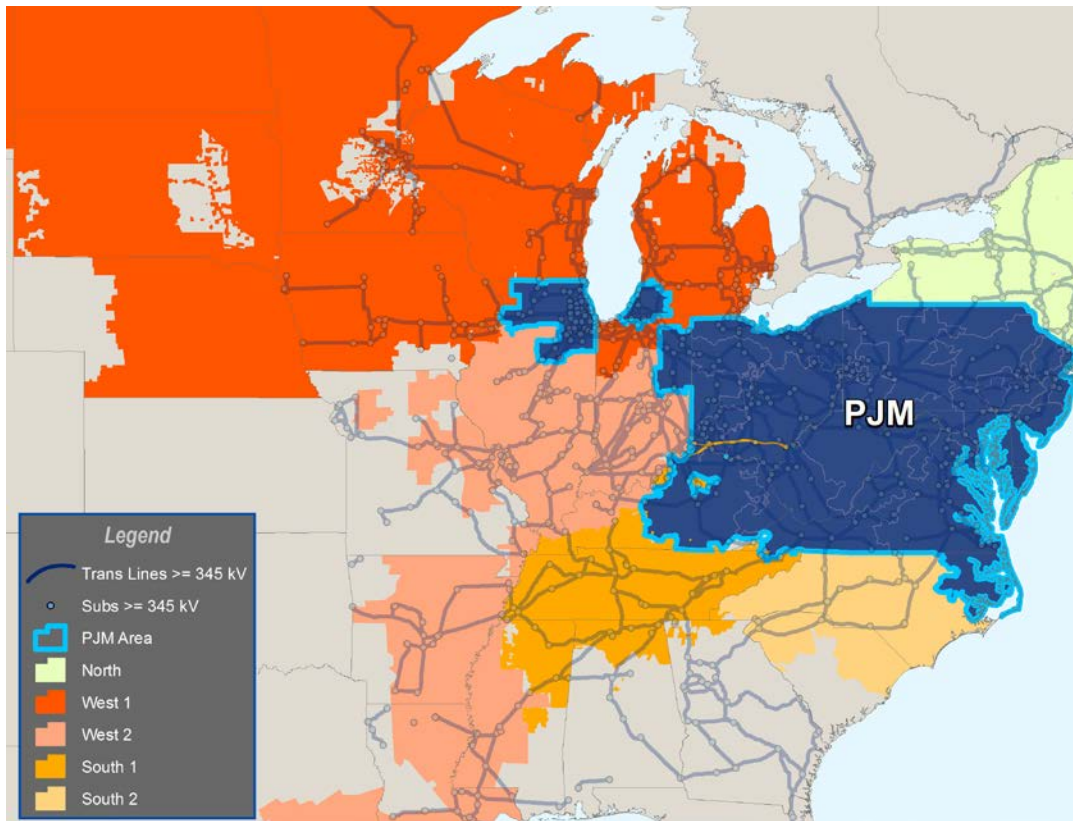 PJM
Legend
Trans Lines >= 345 kV
Subs >= 345 kV
PJM Area
North
West 1
West 2
South 1
South 2